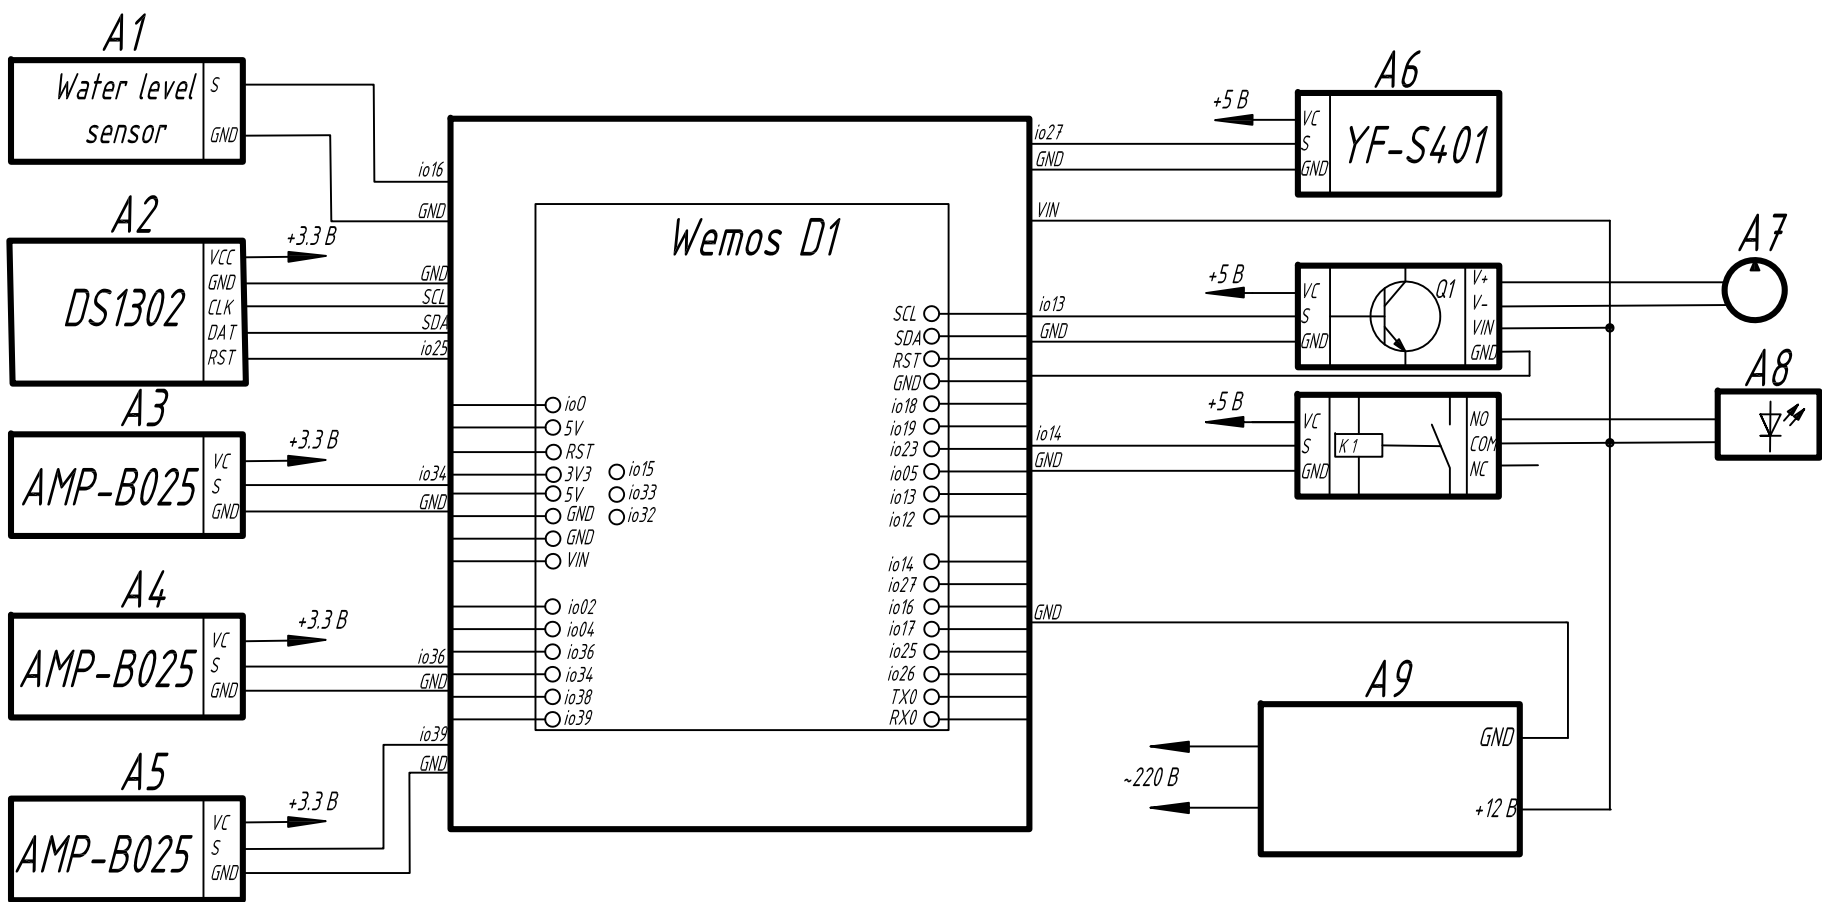 A1
Water level
sensor
S
GND
A2
DS1302
VCC
GND
CLK
DAT
RST
+3.3 В
A3
AMP-B025
VC
S
GND
+3.3 В
A4
AMP-B025
VC
S
GND
+3.3 В
A5
AMP-B025
VC
S
GND
+3.3 В
io16
GND
GND
SCL
SDA
io25
io34
GND
io36
GND
io39
GND
Wemos D1
io0
5V
RST
3V3
5V
GND
GND
VIN
io02
io04
io36
io34
io38
io39
io15
io33
io32
SCL
SDA
RST
GND
io18
io19
io23
io05
io13
io12
io14
io27
io16
io17
io25
io26
TX0
RX0
io27
GND
VIN
io13
GND
io14
GND
GND
A6
+5 В
VC
S
GND
YF-S401
+5 В
VC
S
GND
Q1
V+
V-
VIN
GND
A7
+5 В
VC
S
GND
K1
NO
COM
NC
A8
A9
~220 В
GND
+12 В